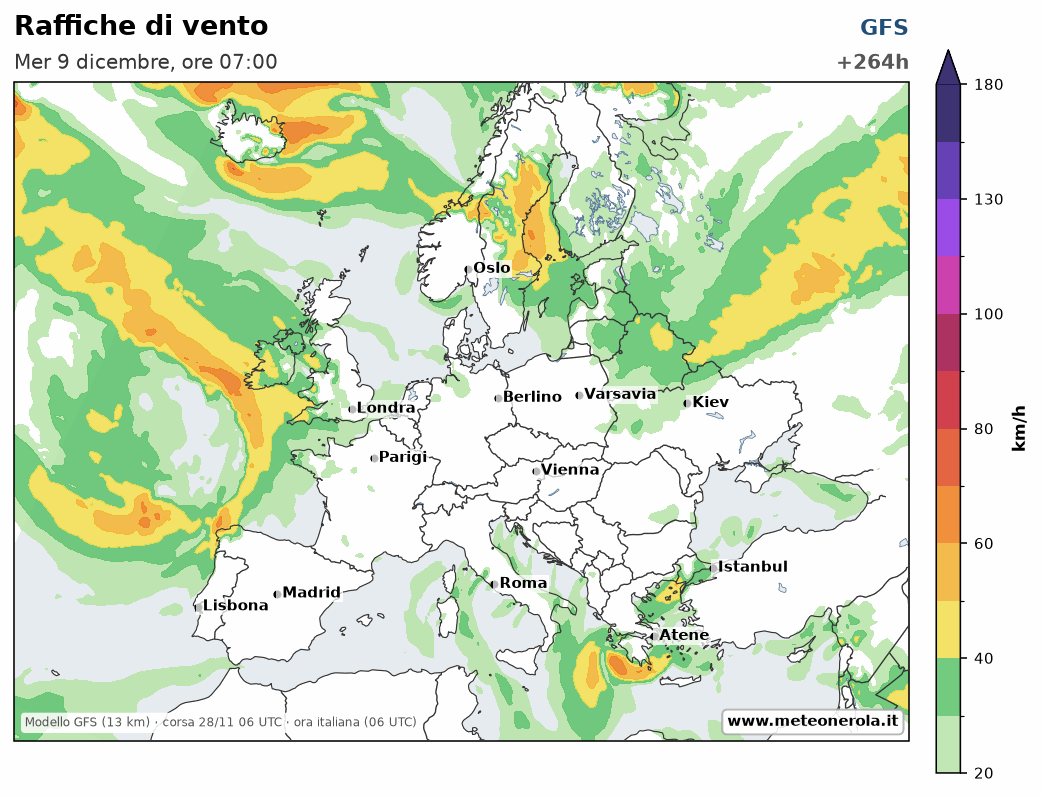 Raffiche di vento
GFS
Mer 9 dicembre, ore 07:00
+264h
180
130
100
80
60
40
20
km/h
Oslo
Londra
Berlino
Varsavia
Kiev
Parigi
Vienna
Istanbul
Roma
Madrid
Lisbona
Atene
Modello GFS (13 km) · corsa 28/11 06 UTC · ora italiana (06 UTC)
www.meteonerola.it